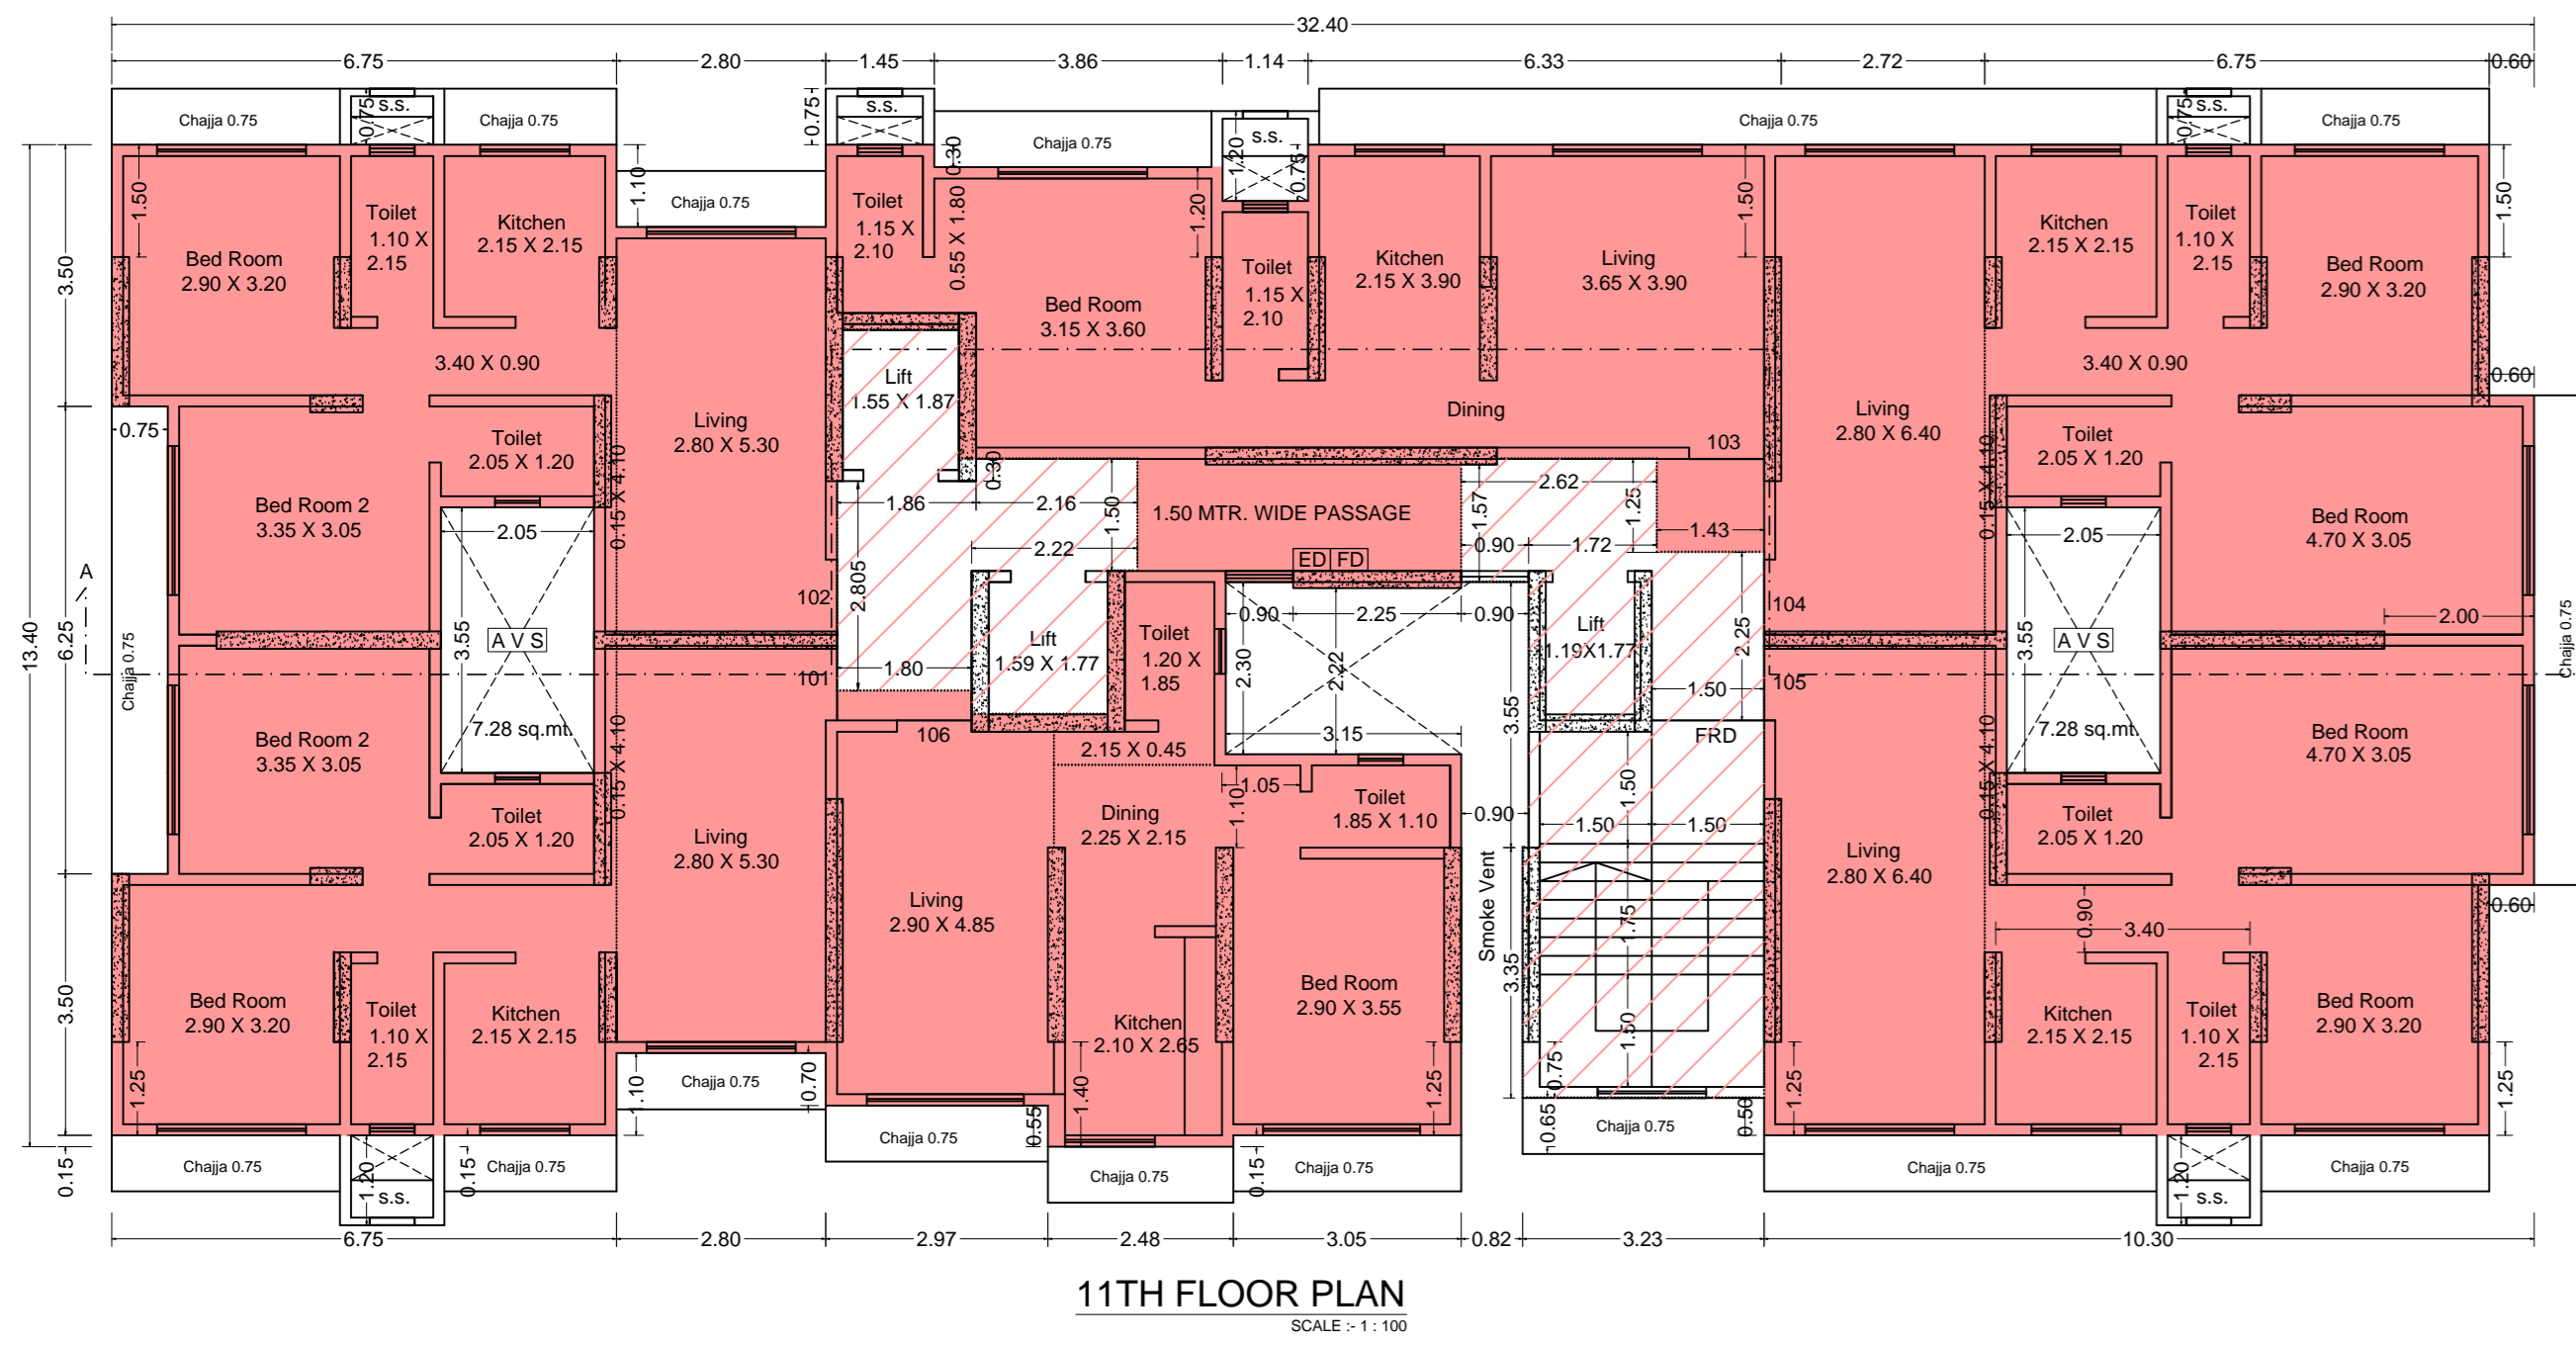 32.40
6.75
2.80
1.45
3.86
1.14
6.33
2.72
6.75
0.60
Chajja 0.75
0.75
s.s.
Chajja 0.75
0.75
s.s.
Chajja 0.75
1.20
s.s.
0.75
Chajja 0.75
0.75
s.s.
Chajja 0.75
1.50
1.10
Chajja 0.75
0.30
1.20
1.50
1.50
3.50
Bed Room
2.90 X 3.20
Toilet
1.10 X
2.15
Kitchen
2.15 X 2.15
Toilet
1.15 X
2.10
0.55 X 1.80
Bed Room
3.15 X 3.60
Toilet
1.15 X
2.10
Kitchen
2.15 X 3.90
Living
3.65 X 3.90
Kitchen
2.15 X 2.15
Toilet
1.10 X
2.15
Bed Room
2.90 X 3.20
3.40 X 0.90
Lift
1.55 X 1.87
Dining
103
3.40 X 0.90
0.60
0.75
Living
2.80 X 5.30
Living
2.80 X 6.40
Toilet
2.05 X 1.20
Toilet
2.05 X 1.20
0.15 X 4.10
0.15 X 4.10
Bed Room 2
3.35 X 3.05
2.05
1.86
0.30
2.16
1.50
2.22
1.50 MTR. WIDE PASSAGE
ED
FD
2.62
1.57
1.25
1.43
0.90
1.72
2.05
Bed Room
4.70 X 3.05
A
13.40
6.25
Chajja 0.75
3.55
A V S
7.28 sq.mt.
102
101
2.805
1.80
Lift
1.59 X 1.77
Toilet
1.20 X
1.85
0.90
2.25
0.90
2.30
2.22
3.15
Lift
1.19X1.77
2.25
1.50
104
105
3.55
A V S
7.28 sq.mt.
2.00
Chajja 0.75
Bed Room 2
3.35 X 3.05
106
2.15 X 0.45
3.55
FRD
Bed Room
4.70 X 3.05
0.15 X 4.10
0.15 X 4.10
Toilet
2.05 X 1.20
Living
2.80 X 5.30
Dining
2.25 X 2.15
1.05
1.10
Toilet
1.85 X 1.10
0.90
1.50
1.50
1.50
Living
2.80 X 6.40
Toilet
2.05 X 1.20
Living
2.90 X 4.85
Smoke Vent
3.35
1.75
1.50
0.90
3.40
0.60
3.50
Bed Room
2.90 X 3.20
Toilet
1.10 X
2.15
Kitchen
2.15 X 2.15
Kitchen
2.10 X 2.65
Bed Room
2.90 X 3.55
Kitchen
2.15 X 2.15
Toilet
1.10 X
2.15
Bed Room
2.90 X 3.20
1.25
1.10
Chajja 0.75
0.70
1.40
1.25
0.75
1.25
1.25
0.15
Chajja 0.75
1.20
s.s.
0.15
Chajja 0.75
Chajja 0.75
0.55
Chajja 0.75
0.15
Chajja 0.75
0.65
Chajja 0.75
0.50
Chajja 0.75
1.20
s.s.
Chajja 0.75
6.75
2.80
2.97
2.48
3.05
0.82
3.23
10.30
11TH FLOOR PLAN
SCALE :- 1 : 100